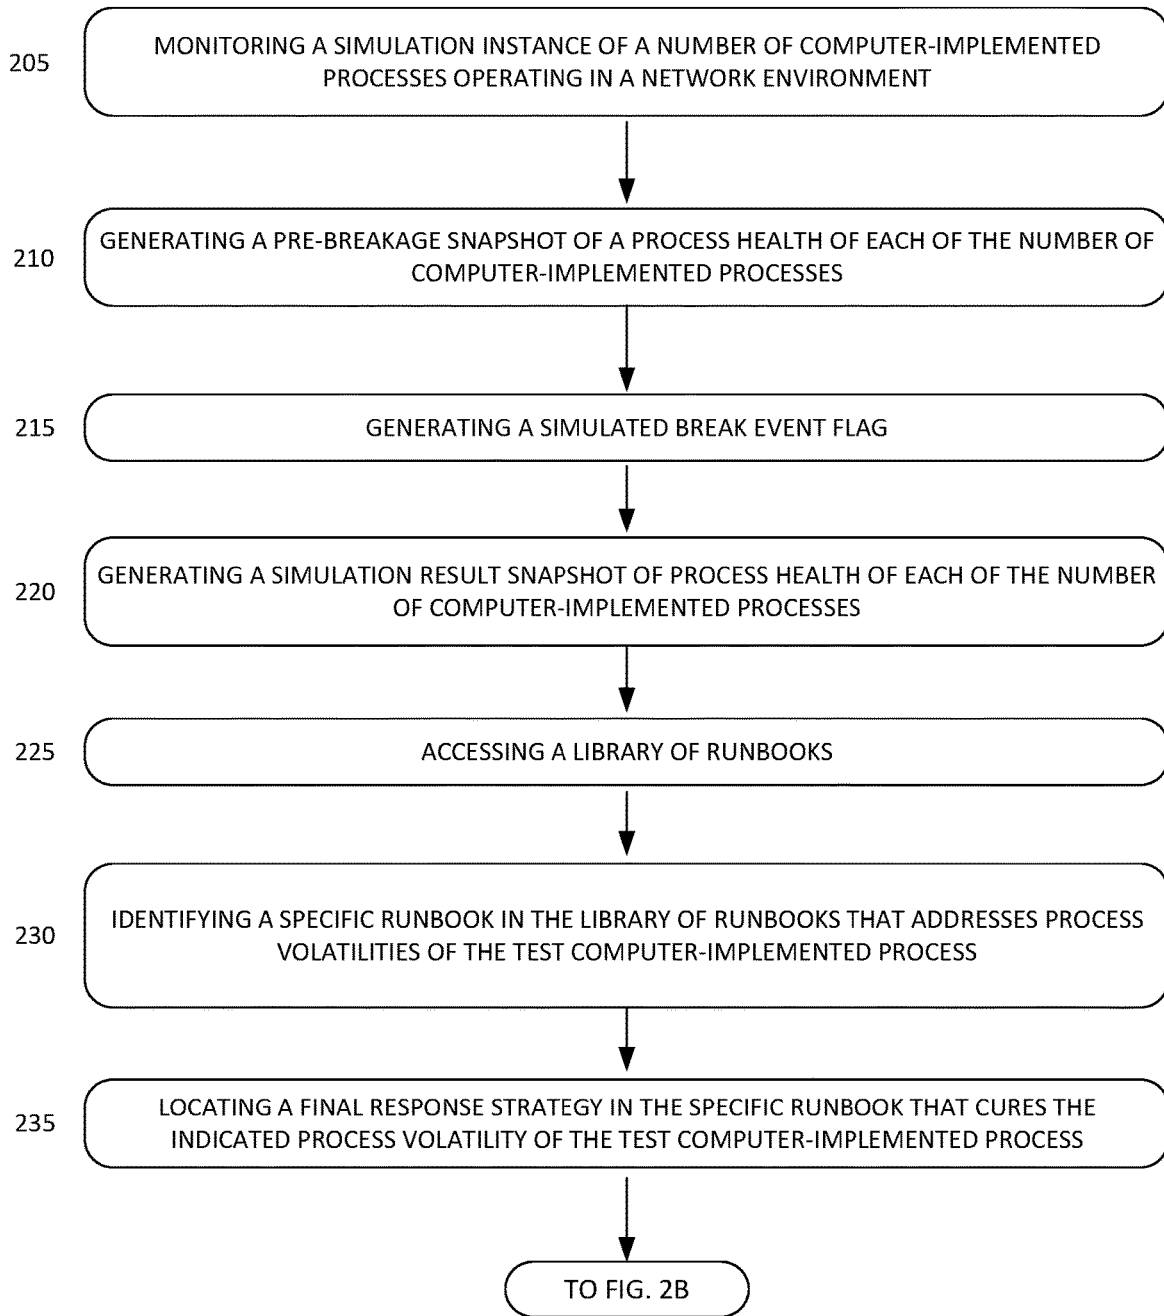 205
MONITORING A SIMULATION INSTANCE OF A NUMBER OF COMPUTER-IMPLEMENTED
PROCESSES OPERATING IN A NETWORK ENVIRONMENT
210
GENERATING A PRE-BREAKAGE SNAPSHOT OF A PROCESS HEALTH OF EACH OF THE NUMBER OF
COMPUTER-IMPLEMENTED PROCESSES
215
GENERATING A SIMULATED BREAK EVENT FLAG
220
GENERATING A SIMULATION RESULT SNAPSHOT OF PROCESS HEALTH OF EACH OF THE NUMBER
OF COMPUTER-IMPLEMENTED PROCESSES
225
ACCESSING A LIBRARY OF RUNBOOKS
230
IDENTIFYING A SPECIFIC RUNBOOK IN THE LIBRARY OF RUNBOOKS THAT ADDRESSES PROCESS
VOLATILITIES OF THE TEST COMPUTER-IMPLEMENTED PROCESS
235
LOCATING A FINAL RESPONSE STRATEGY IN THE SPECIFIC RUNBOOK THAT CURES THE
INDICATED PROCESS VOLATILITY OF THE TEST COMPUTER-IMPLEMENTED PROCESS
TO FIG. 2B